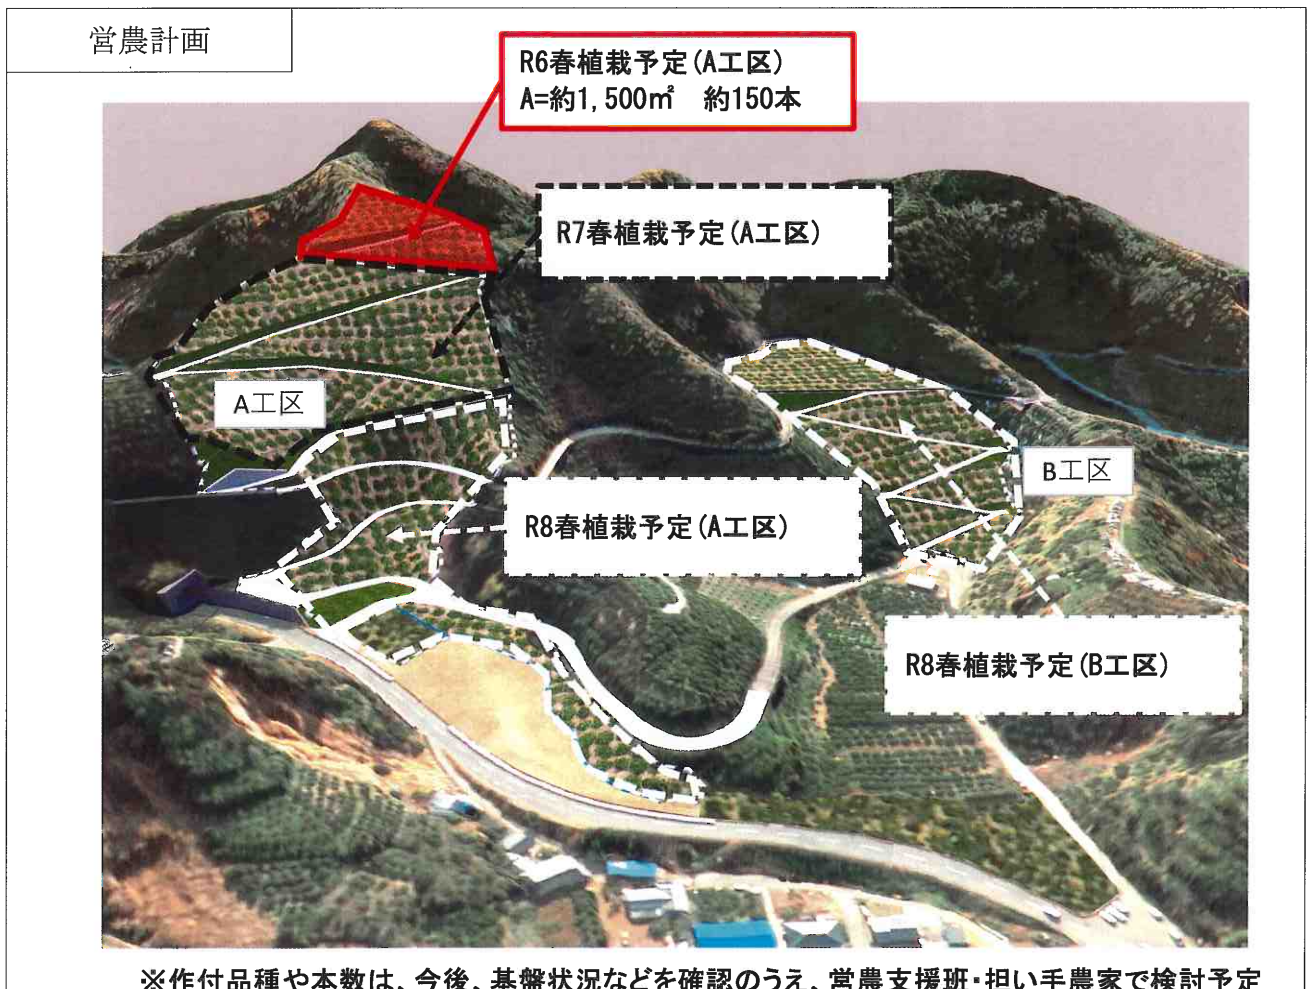 営農計画
R6春植栽予定(A工区)
A=約1,500㎡ 約150本
R7春植栽予定(A工区)
A工区
B工区
R8春植栽予定(A工区)
R8春植栽予定(B工区)
※作付品種や本数は、今後、基盤状況などを確認のうえ、営農支援班・担い手農家で検討予定